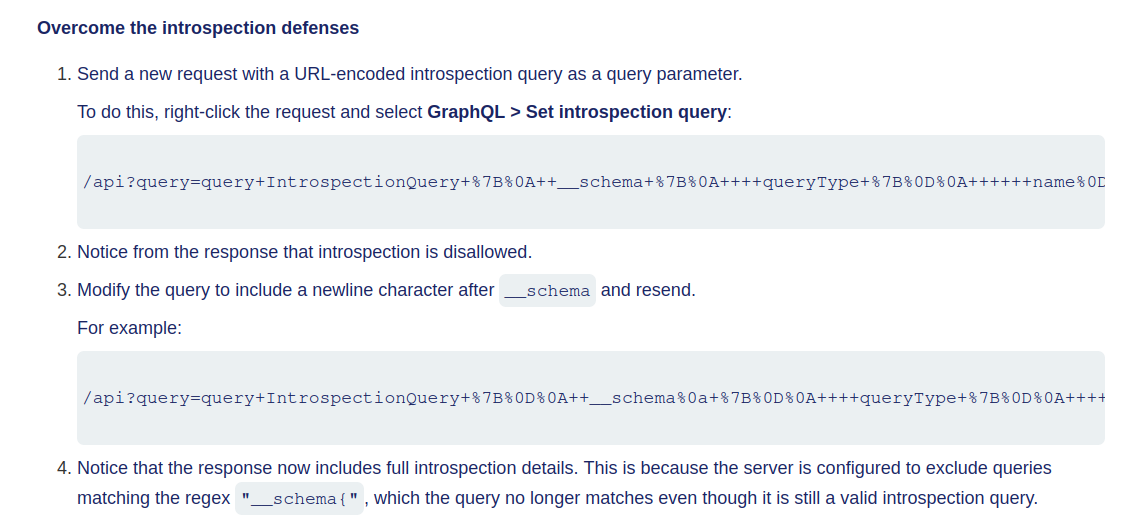 Overcome the introspection defenses
1. Send a new request with a URL-encoded introspection query as a query parameter.
To do this, right-click the request and select GraphQL > Set introspection query:
/api?query=query+IntrospectionQuery+%7B%0A++__schema+%7B%0A++++queryType+%7B%0D%0A++++++name%0D
2. Notice from the response that introspection is disallowed.
3. Modify the query to include a newline character after __schema and resend.
For example:
/api?query=query+IntrospectionQuery+%7B%0D%0A++__schema%0a+%7B%0D%0A++++queryType+%7B%0D%0A++++
4. Notice that the response now includes full introspection details. This is because the server is configured to exclude queries
matching the regex "__schema{", which the query no longer matches even though it is still a valid introspection query.